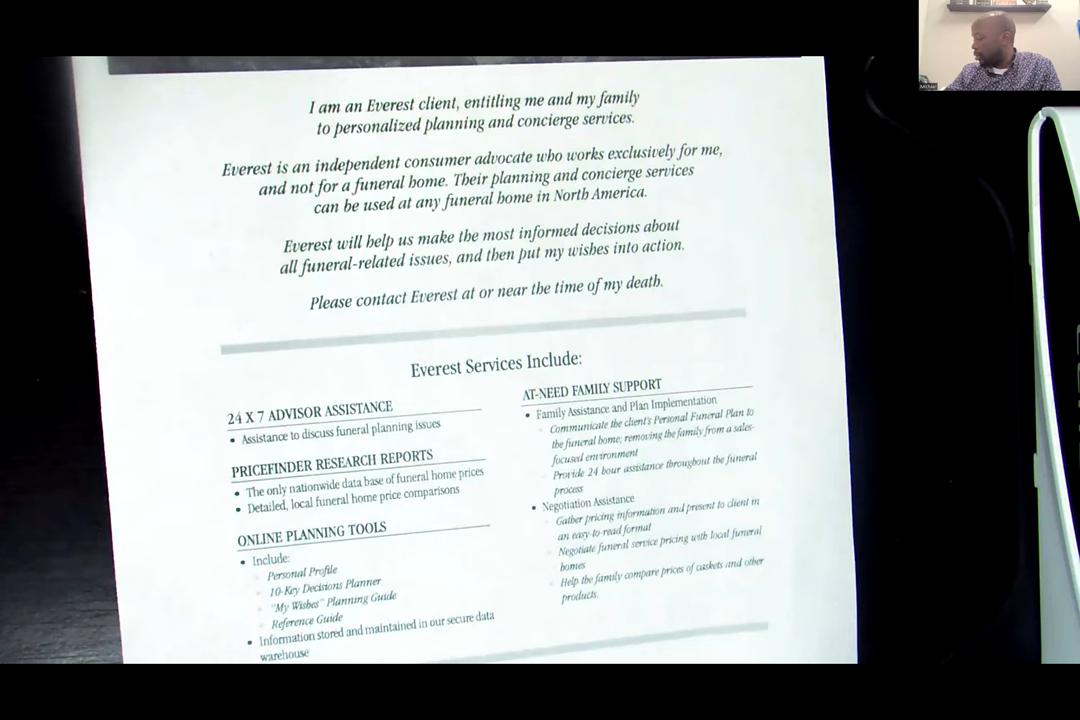 I am an Everest client, entitling me and my family
to personalized planning and concierge services.
Everest is an independent consumer advocate who works exclusively for me,
and not for a funeral home. Their planning and concierge services
can be used at any funeral home in North America.
Everest will help us make the most informed decisions about
all funeral-related issues, and then put my wishes into action.
Please contact Everest at or near the time of my death.
Everest Services Include:
24 X 7 ADVISOR ASSISTANCE
• Assistance to discuss funeral planning issues
PRICEFINDER RESEARCH REPORTS
• The only nationwide data base of funeral home prices
• Detailed, local funeral home price comparisons
ONLINE PLANNING TOOLS
• Include:
Personal Profile
10-Key Decisions Planner
"My Wishes" Planning Guide
Reference Guide
• Information stored and maintained in our secure data
warehouse
AT-NEED FAMILY SUPPORT
• Family Assistance and Plan Implementation
Communicate the client's Personal Funeral Plan to
the funeral home; removing the family from a sales-
focused environment
Provide 24 hour assistance throughout the funeral
process
• Negotiation Assistance
Gather pricing information and present to client in
an easy-to-read format
Negotiate funeral service pricing with local funeral
homes
Help the family compare prices of caskets and other
products.
Michael